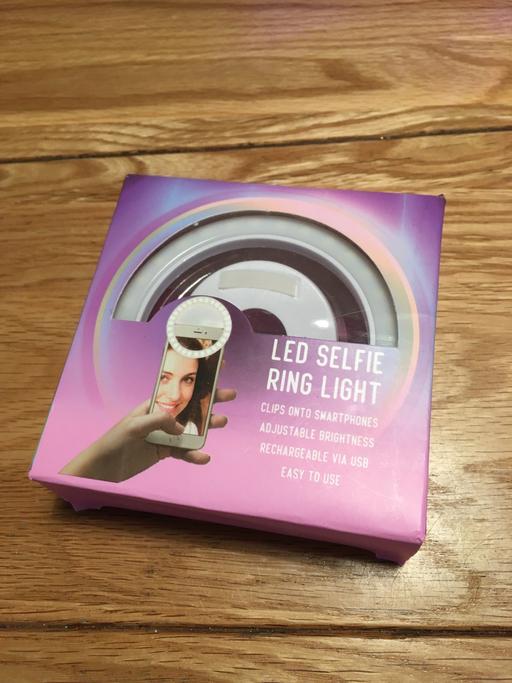 LED SELFIE
RING LIGHT
CLIPS ONTO SMARTPHONES
ADJUSTABLE BRIGHTNESS
RECHARGEABLE VIA USB
EASY TO USE